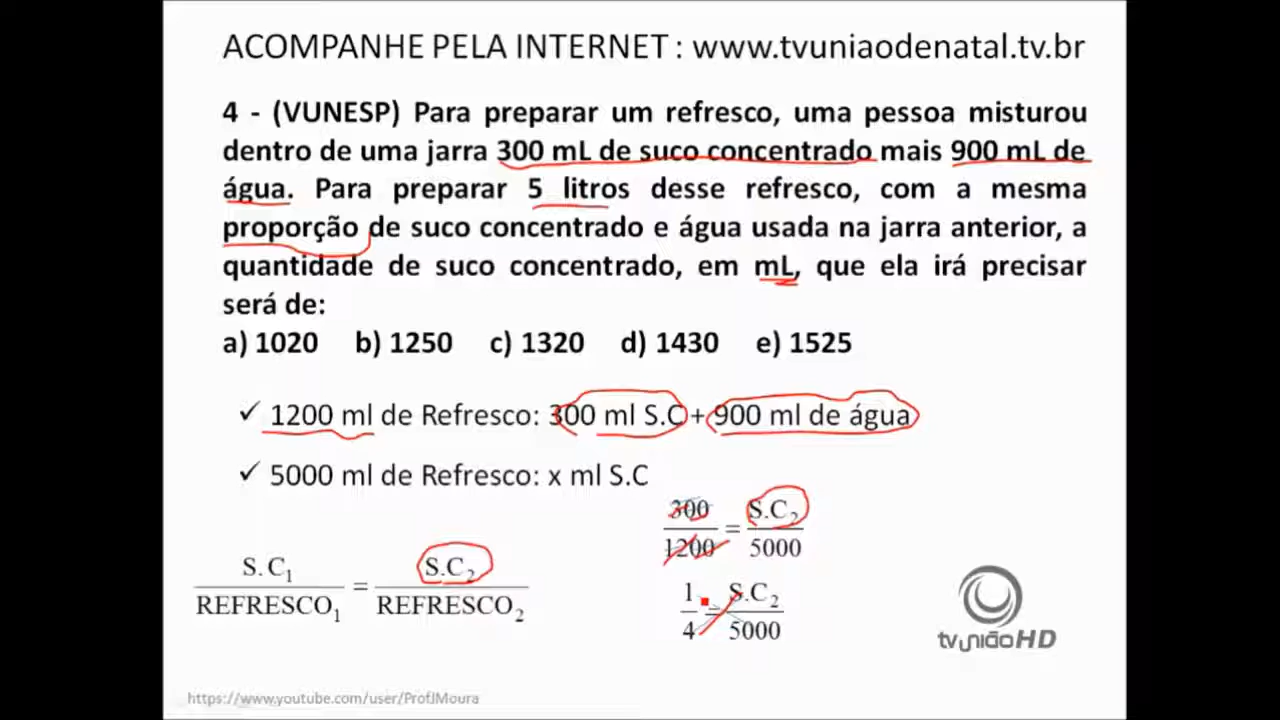 ACOMPANHE PELA INTERNET : www.tvuniaodenatal.tv.br
4 - (VUNESP) Para preparar um refresco, uma pessoa misturou
dentro de uma jarra 300 mL de suco concentrado mais 900 mL de
água. Para preparar 5 litros desse refresco, com a mesma
proporção de suco concentrado e água usada na jarra anterior, a
quantidade de suco concentrado, em mL, que ela irá precisar
será de:
a) 1020 b) 1250 c) 1320 d) 1430 e) 1525
✓ 1200 ml de Refresco: 300 ml S.C + 900 ml de água
✓ 5000 ml de Refresco: x ml S.C
300/1200 = S.C₂/5000
S.C₁/REFRESCO₁ = S.C₂/REFRESCO₂
1/4 = S.C₂/5000
tv união HD
https://www.youtube.com/user/ProfJMoura